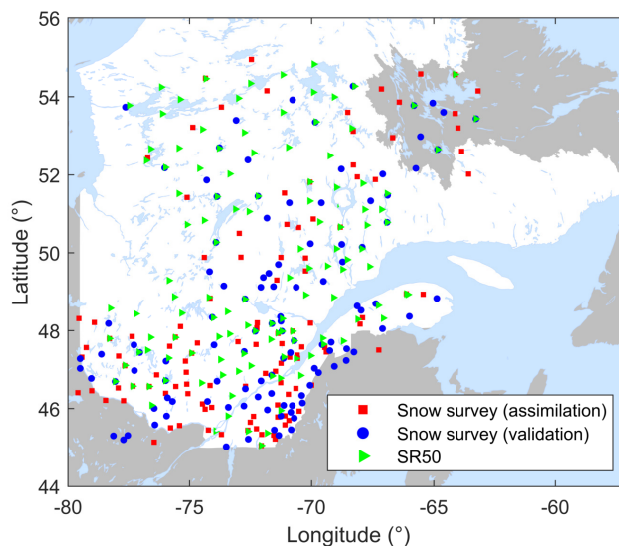 56
54
52
50
48
46
44
Latitude (°)
Snow survey (assimilation)
Snow survey (validation)
SR50
-80
-75
-70
-65
-60
Longitude (°)